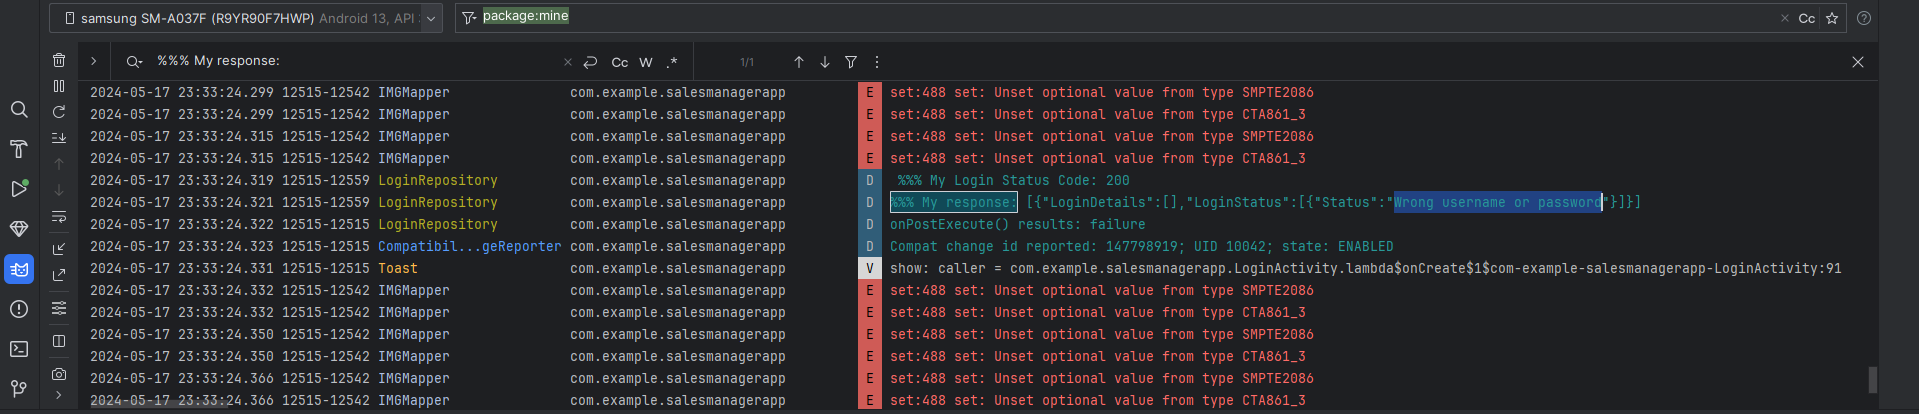 samsung SM-A037F (R9YR90F7HWP) Android 13, API
package:mine
Cc
%%% My response:
Cc W .*
1/1
2024-05-17 23:33:24.299 12515-12542 IMGMapper com.example.salesmanagerapp E set:488 set: Unset optional value from type SMPTE2086
2024-05-17 23:33:24.299 12515-12542 IMGMapper com.example.salesmanagerapp E set:488 set: Unset optional value from type CTA861_3
2024-05-17 23:33:24.315 12515-12542 IMGMapper com.example.salesmanagerapp E set:488 set: Unset optional value from type SMPTE2086
2024-05-17 23:33:24.315 12515-12542 IMGMapper com.example.salesmanagerapp E set:488 set: Unset optional value from type CTA861_3
2024-05-17 23:33:24.319 12515-12559 LoginRepository com.example.salesmanagerapp D %%% My Login Status Code: 200
2024-05-17 23:33:24.321 12515-12559 LoginRepository com.example.salesmanagerapp D %%% My response: [{"LoginDetails":[],"LoginStatus":[{"Status":"Wrong username or password"}]}]
2024-05-17 23:33:24.322 12515-12515 LoginRepository com.example.salesmanagerapp D onPostExecute() results: failure
2024-05-17 23:33:24.323 12515-12515 Compatibil...geReporter com.example.salesmanagerapp D Compat change id reported: 147798919; UID 10042; state: ENABLED
2024-05-17 23:33:24.331 12515-12515 Toast com.example.salesmanagerapp V show: caller = com.example.salesmanagerapp.LoginActivity.lambda$onCreate$1$com-example-salesmanagerapp-LoginActivity:91
2024-05-17 23:33:24.332 12515-12542 IMGMapper com.example.salesmanagerapp E set:488 set: Unset optional value from type SMPTE2086
2024-05-17 23:33:24.332 12515-12542 IMGMapper com.example.salesmanagerapp E set:488 set: Unset optional value from type CTA861_3
2024-05-17 23:33:24.350 12515-12542 IMGMapper com.example.salesmanagerapp E set:488 set: Unset optional value from type SMPTE2086
2024-05-17 23:33:24.350 12515-12542 IMGMapper com.example.salesmanagerapp E set:488 set: Unset optional value from type CTA861_3
2024-05-17 23:33:24.366 12515-12542 IMGMapper com.example.salesmanagerapp E set:488 set: Unset optional value from type SMPTE2086
2024-05-17 23:33:24.366 12515-12542 IMGMapper com.example.salesmanagerapp E set:488 set: Unset optional value from type CTA861_3